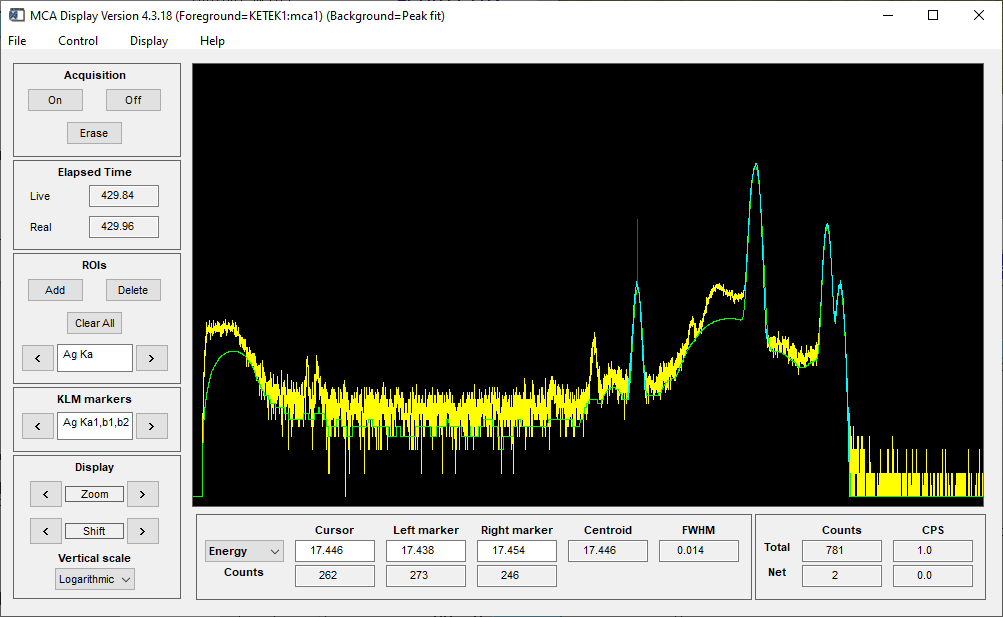 MCA Display Version 4.3.18 (Foreground=KETEK1:mca1) (Background=Peak fit)
File Control Display Help
Acquisition
On Off
Erase
Elapsed Time
Live 429.84
Real 429.96
ROIs
Add Delete
Clear All
< Ag Ka >
KLM markers
< Ag Ka1,b1,b2 >
Display
< Zoom >
< Shift >
Vertical scale
Logarithmic
Cursor Left marker Right marker Centroid FWHM
Energy 17.446 17.438 17.454 17.446 0.014
Counts 262 273 246
Counts CPS
Total 781 1.0
Net 2 0.0